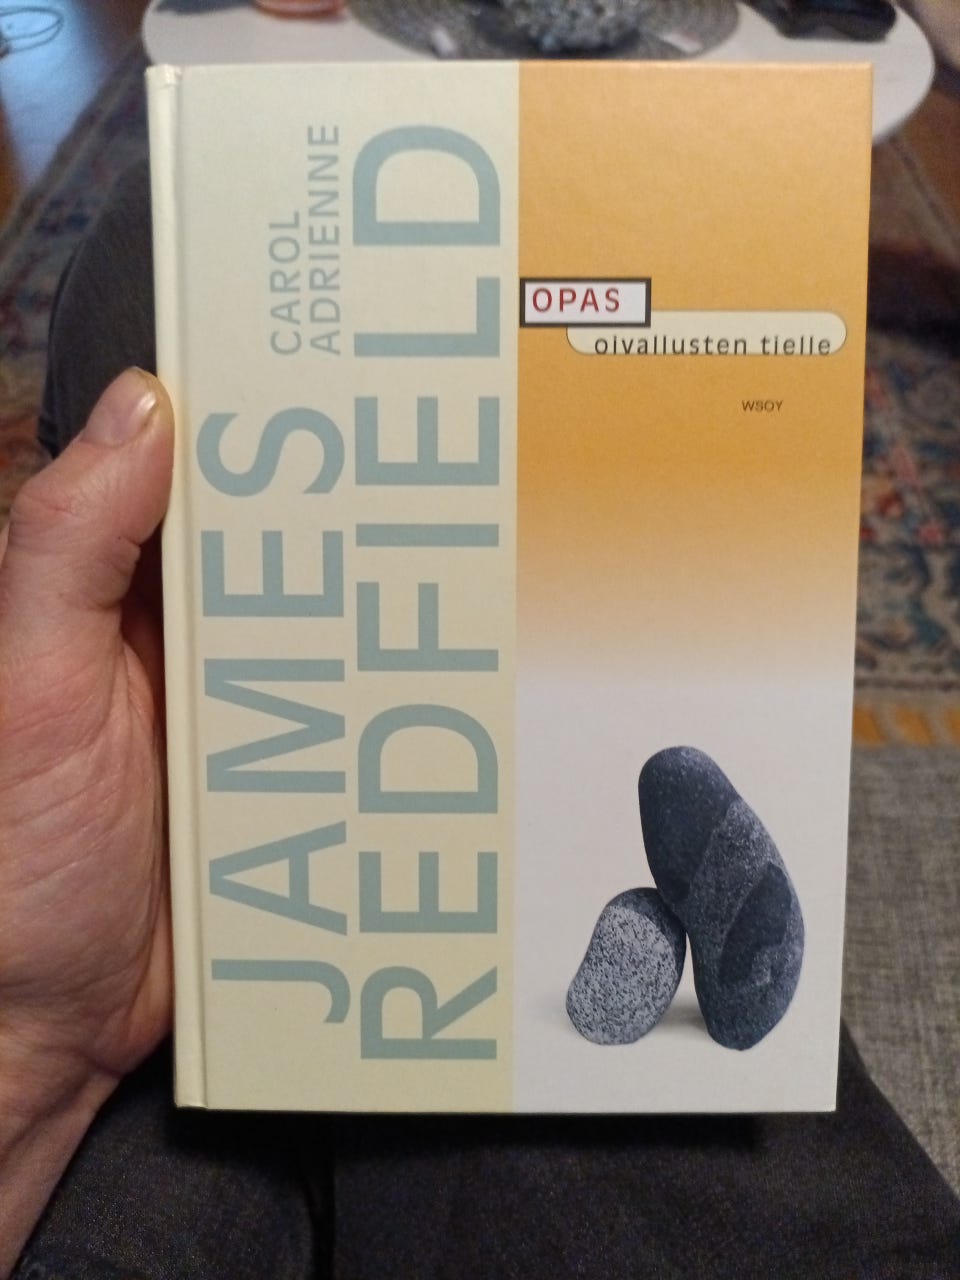 JAMES
REDFIELD
CAROL
ADRIENNE
OPAS
oivallusten tielle
WSOY